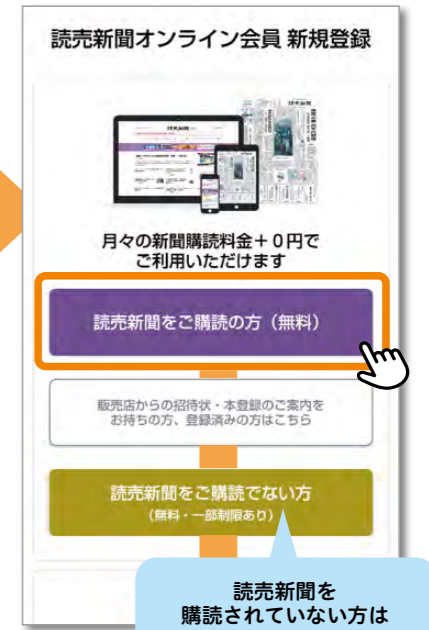 読売新聞オンライン会員 新規登録
月々の新聞購読料金+0円で
ご利用いただけます
読売新聞をご購読の方(無料)
販売店からの招待状・本登録のご案内を
お持ちの方、登録済みの方はこちら
読売新聞をご購読でない方
(無料・一部制限あり)
読売新聞を
購読されていない方は